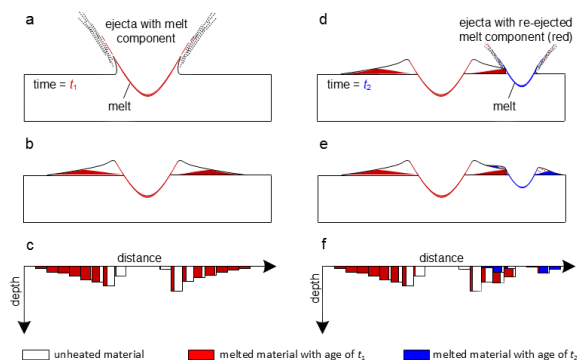 a
ejecta with melt
component
time = t₁
melt
b
c
distance
depth
d
ejecta with re-ejected
melt component (red)
time = t₂
melt
e
f
distance
depth
unheated material
melted material with age of t₁
melted material with age of t₂